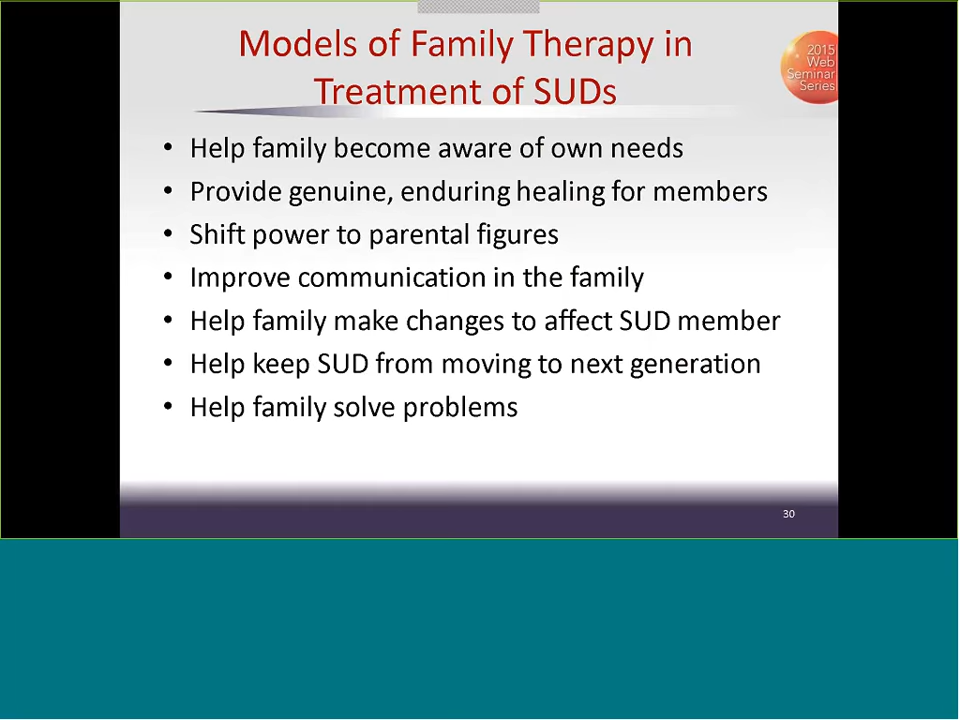 Models of Family Therapy in
Treatment of SUDs
2015
Web
Seminar
Series
• Help family become aware of own needs
• Provide genuine, enduring healing for members
• Shift power to parental figures
• Improve communication in the family
• Help family make changes to affect SUD member
• Help keep SUD from moving to next generation
• Help family solve problems
30